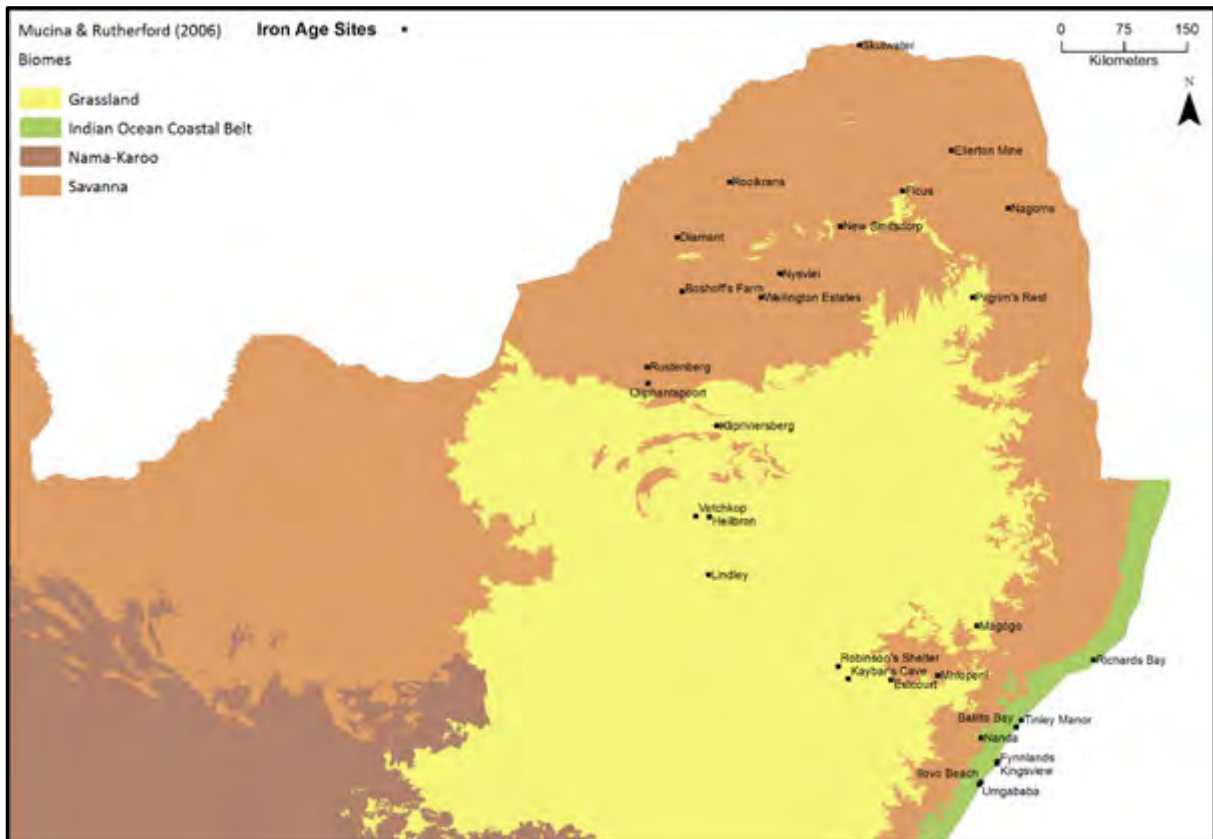 Mucina & Rutherford (2006) Iron Age Sites
Biomes
Grassland
Indian Ocean Coastal Belt
Nama-Karoo
Savanna
0 75 150
Kilometers
N
Skutwater
Ellerton Mine
Rooikrans
Ficus
Nagome
New Smitsdorp
Diamant
Nysvlei
Boshoff's Farm
Wellington Estates
Pilgrim's Rest
Rustenberg
Oliphantspoort
Klipriviersberg
Vetchkop
Heilbron
Lindley
Magogo
Robinson's Shelter
Richards Bay
Kaybar's Cave
Mhlopeni
Estcourt
Ballito Bay
Tinley Manor
Nanda
Fynnlands
Kingsview
Ilovo Beach
Umgababa